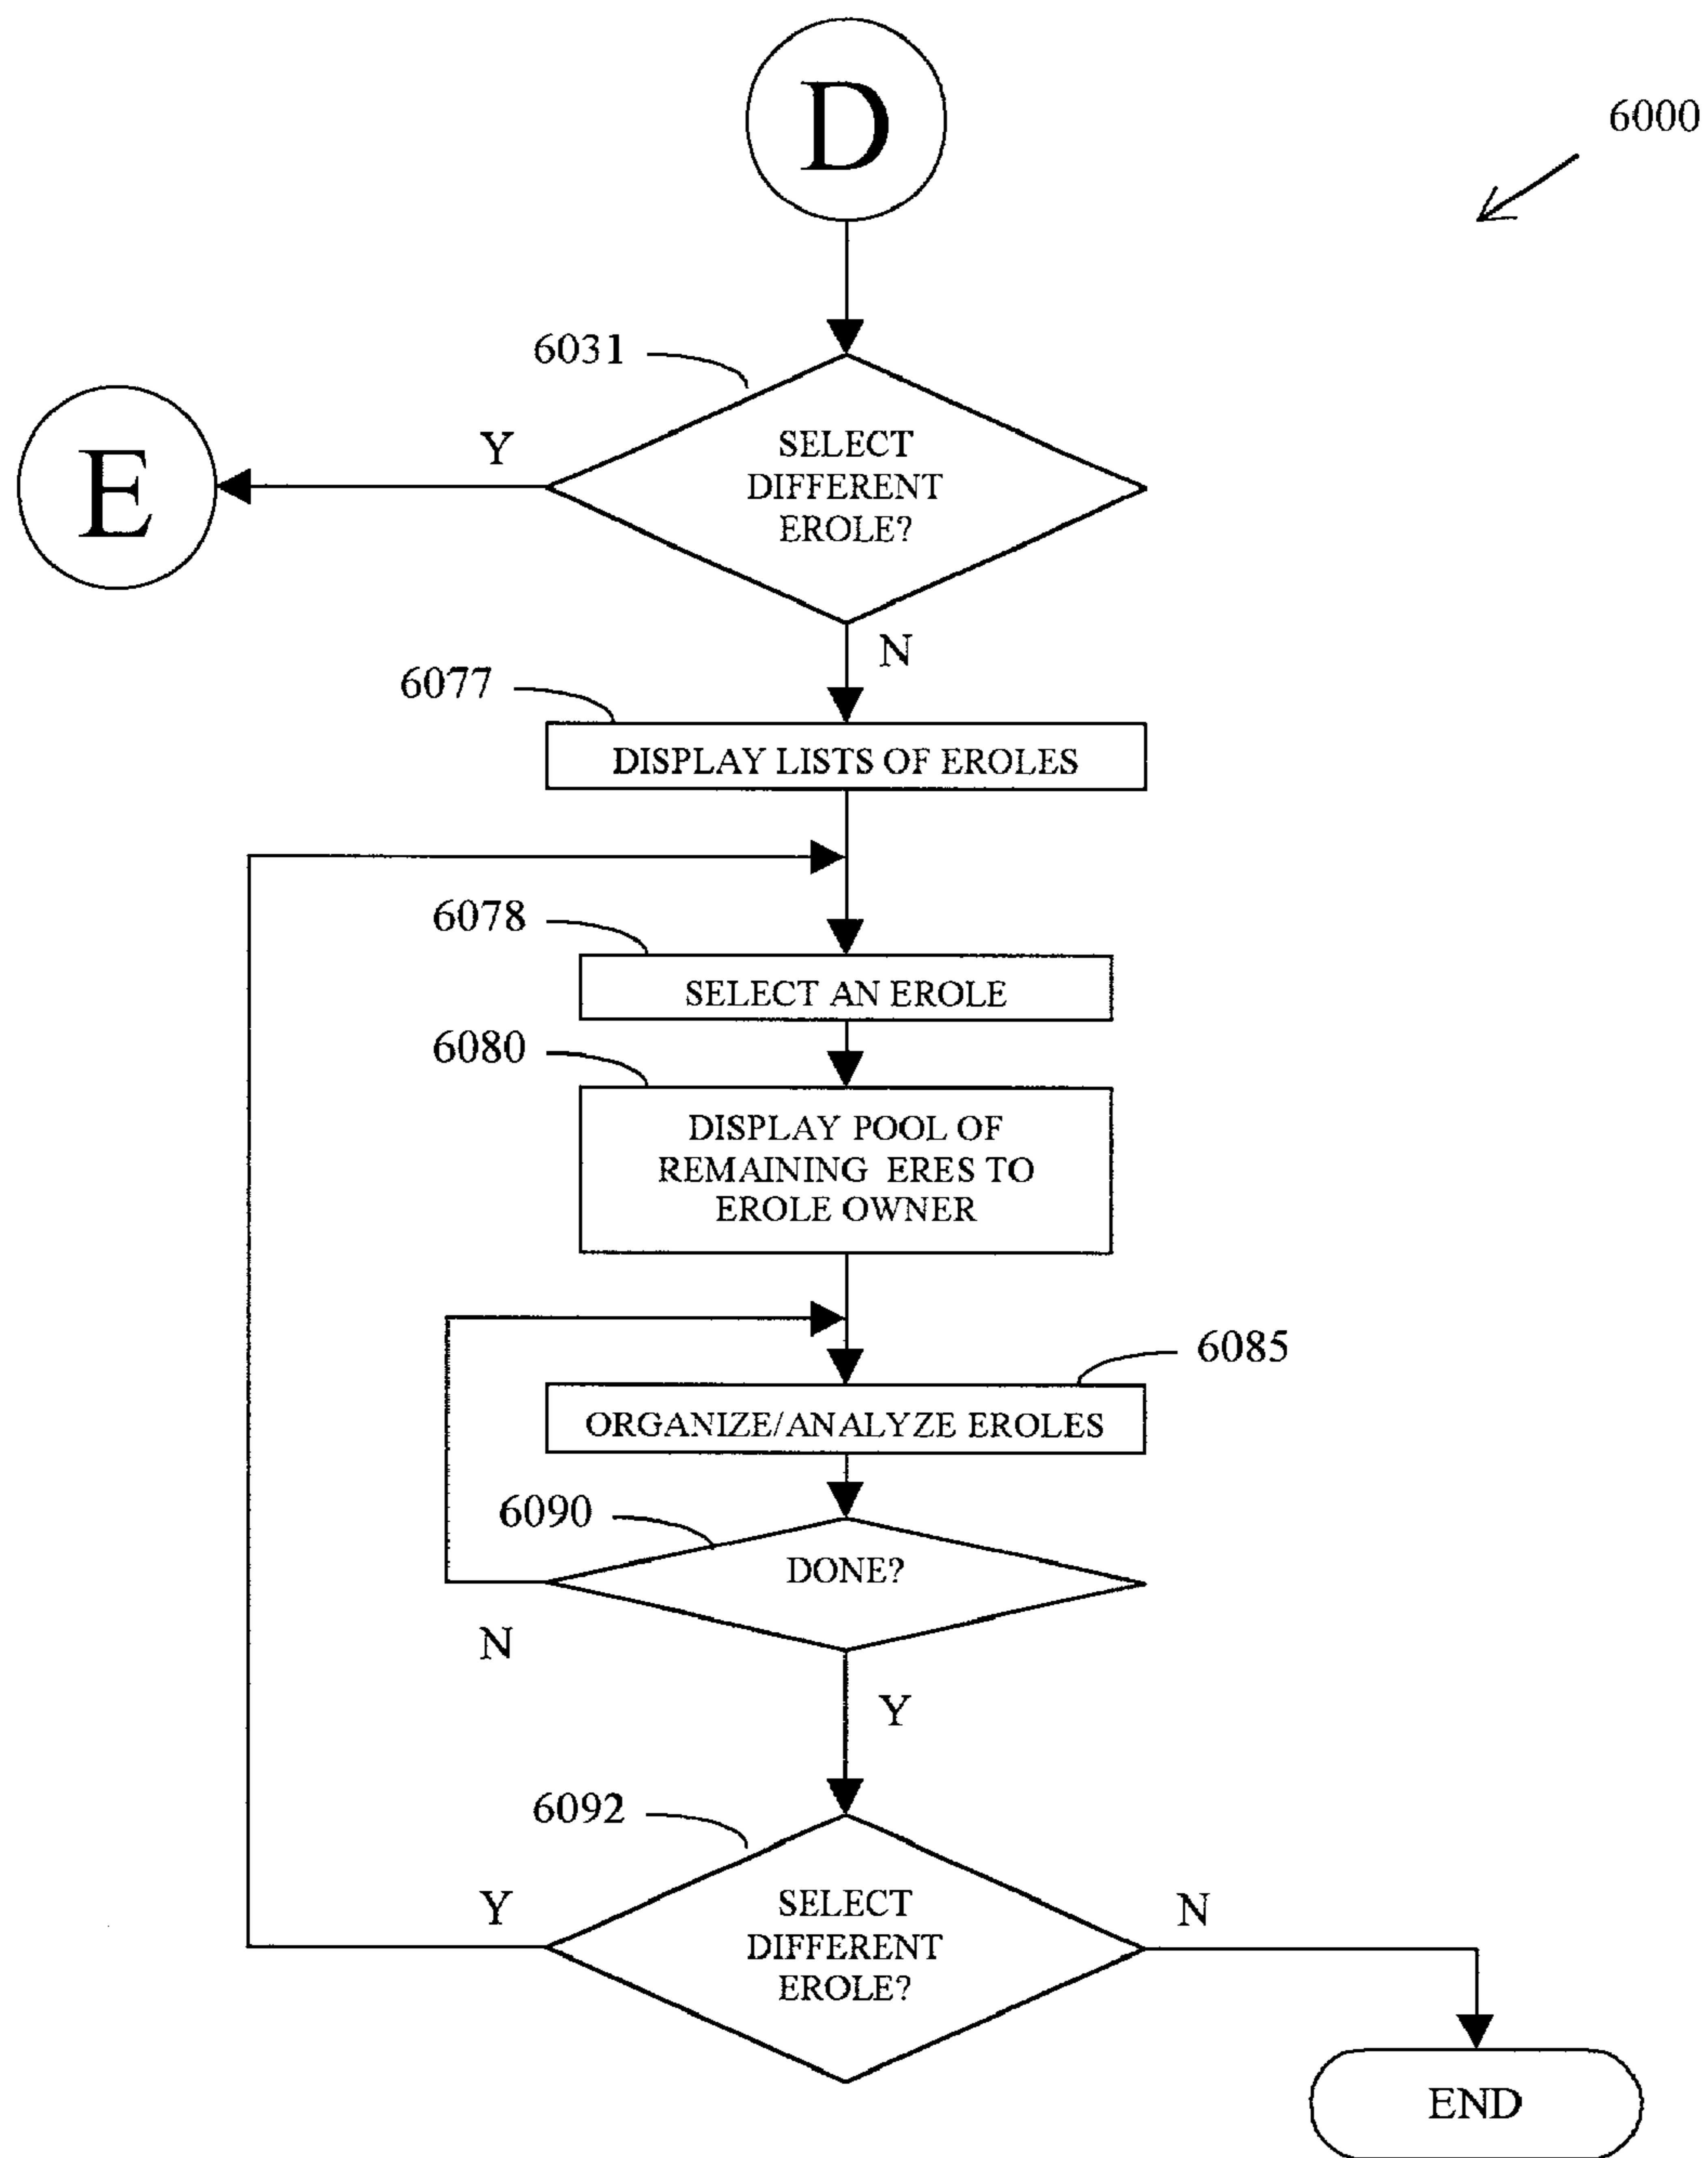 D
6000
6031
SELECT
DIFFERENT
EROLE?
Y
E
N
6077
DISPLAY LISTS OF EROLES
6078
SELECT AN EROLE
6080
DISPLAY POOL OF
REMAINING ERES TO
EROLE OWNER
6085
ORGANIZE/ANALYZE EROLES
6090
DONE?
N
Y
6092
SELECT
DIFFERENT
EROLE?
Y
N
END